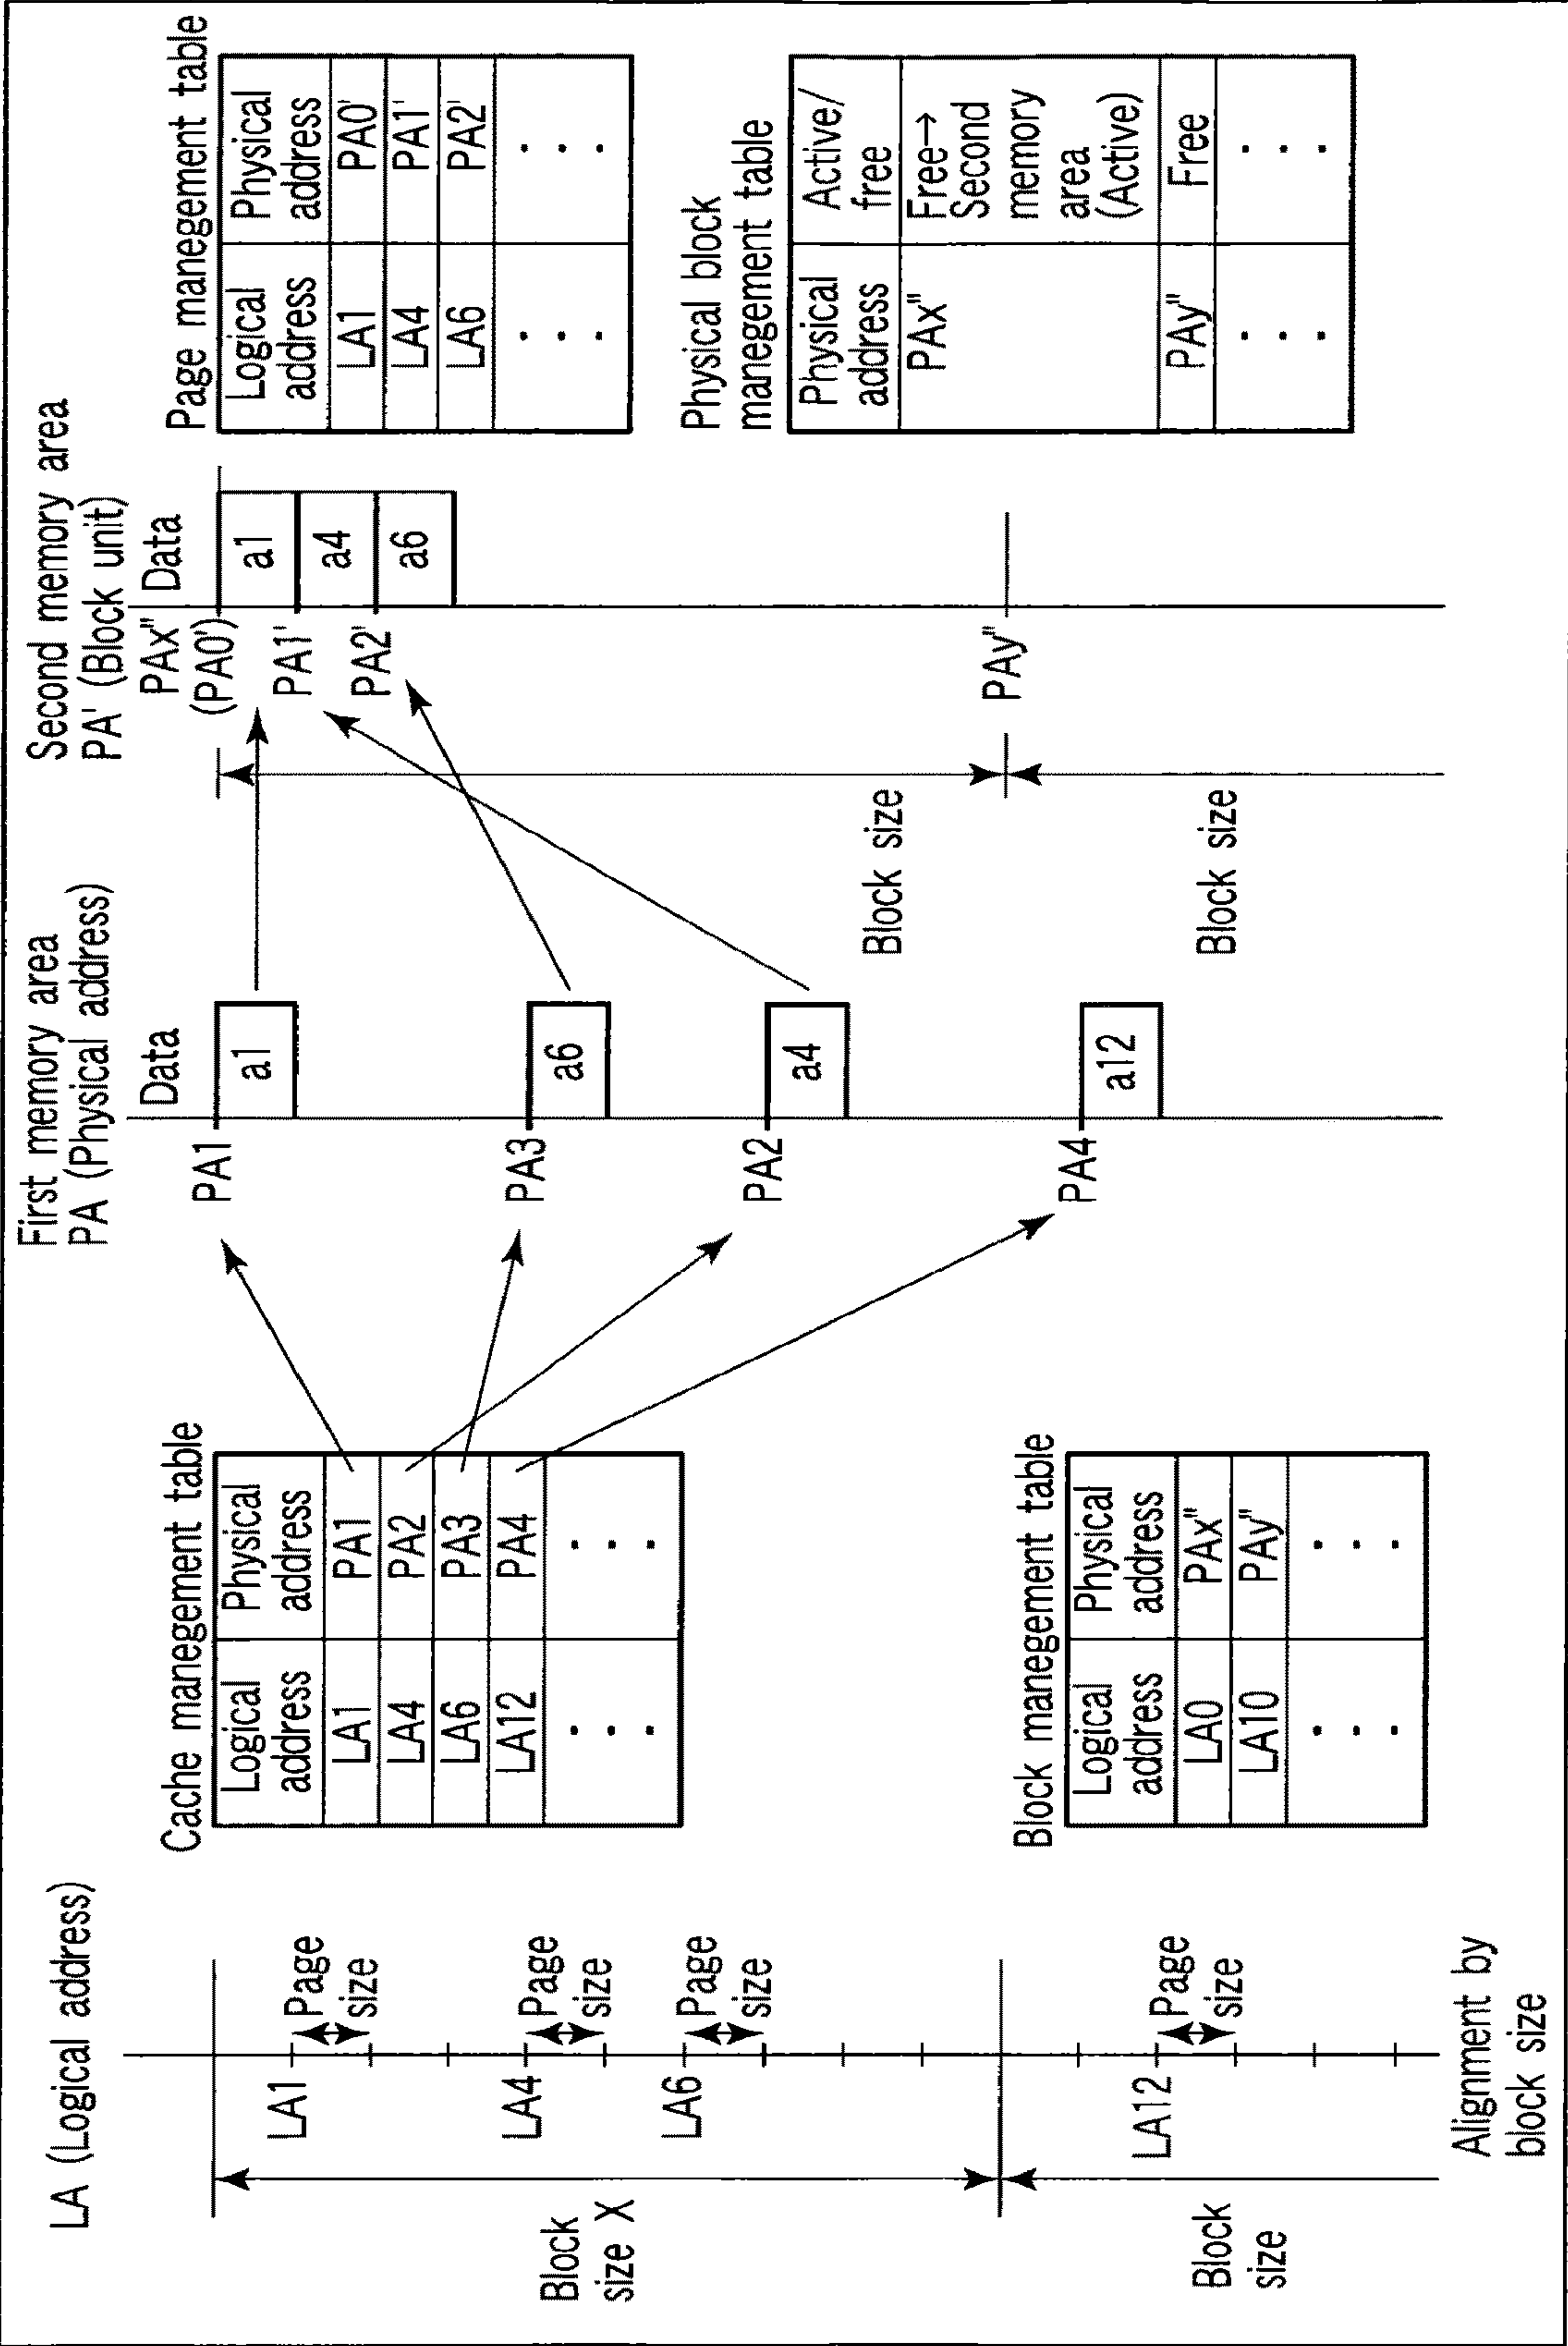 LA (Logical address)
LA1
Page
size
LA4
Page
size
LA6
Page
size
LA12
Page
size
Block
size X
Block
size
Alignment by
block size
Cache manegement table
Logical
address
Physical
address
LA1
PA1
LA4
PA2
LA6
PA3
LA12
PA4
Block manegement table
Logical
address
Physical
address
LA0
PAx"
LA10
PAy"
First memory area
PA (Physical address)
Data
PA1
a1
PA3
a6
PA2
a4
PA4
a12
Second memory area
PA' (Block unit)
PAx"
(PA0')
Data
a1
PA1'
a4
PA2'
a6
PAy"
Block size
Block size
Page manegement table
Logical
address
Physical
address
LA1
PA0'
LA4
PA1'
LA6
PA2'
Physical block
manegement table
Physical
address
Active/
free
PAx"
Free→
Second
memory
area
(Active)
PAy"
Free